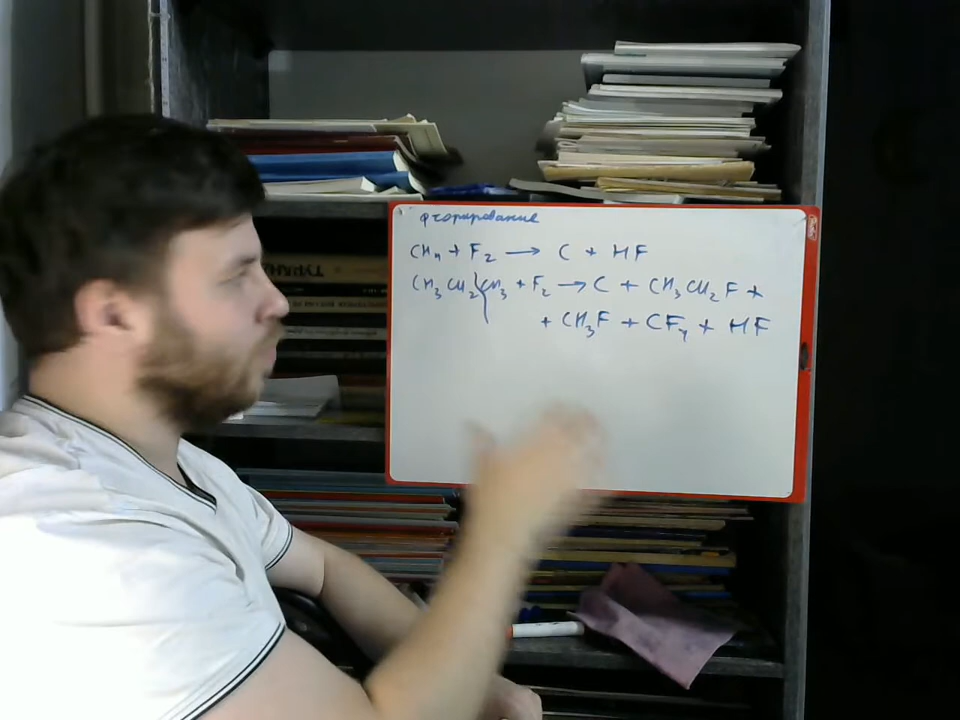 фторирование
CH₄ + F₂ → C + HF
CH₃CH₂CH₃ + F₂ → C + CH₃CH₂F +
+ CH₃F + CF₄ + HF